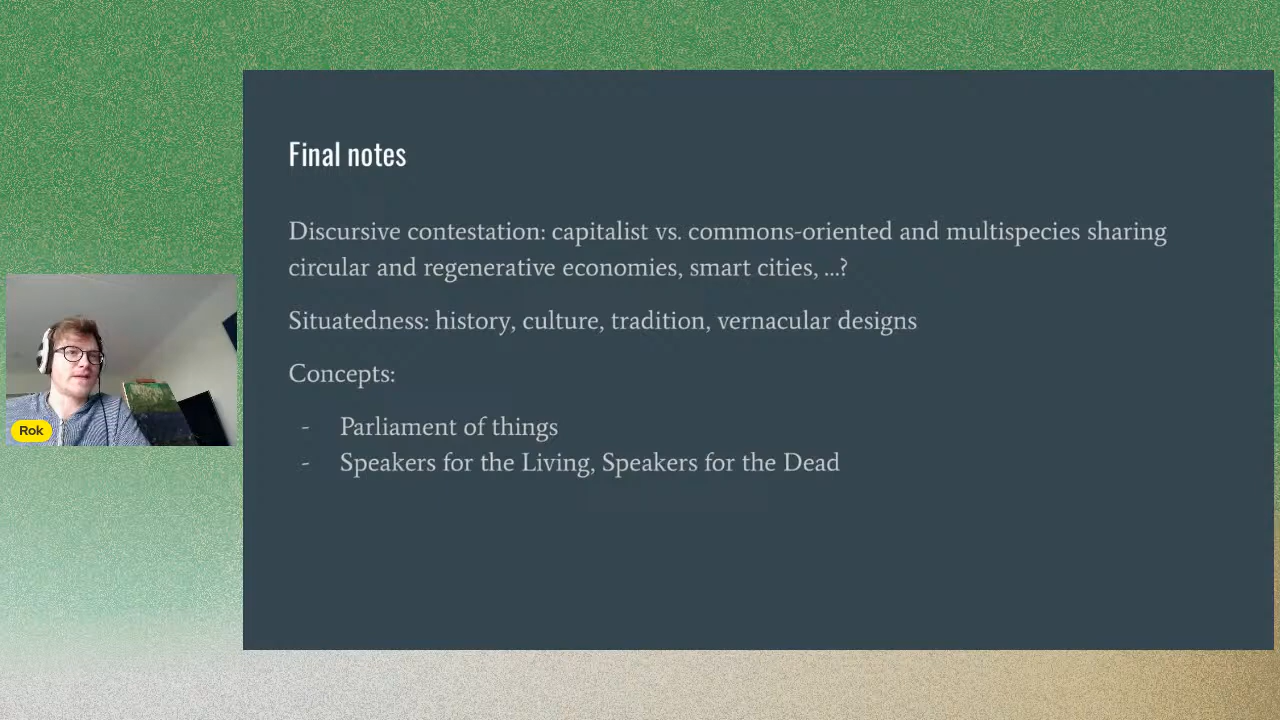 Final notes
Discursive contestation: capitalist vs. commons-oriented and multispecies sharing
circular and regenerative economies, smart cities, ...?
Situatedness: history, culture, tradition, vernacular designs
Concepts:
- Parliament of things
- Speakers for the Living, Speakers for the Dead
Rok